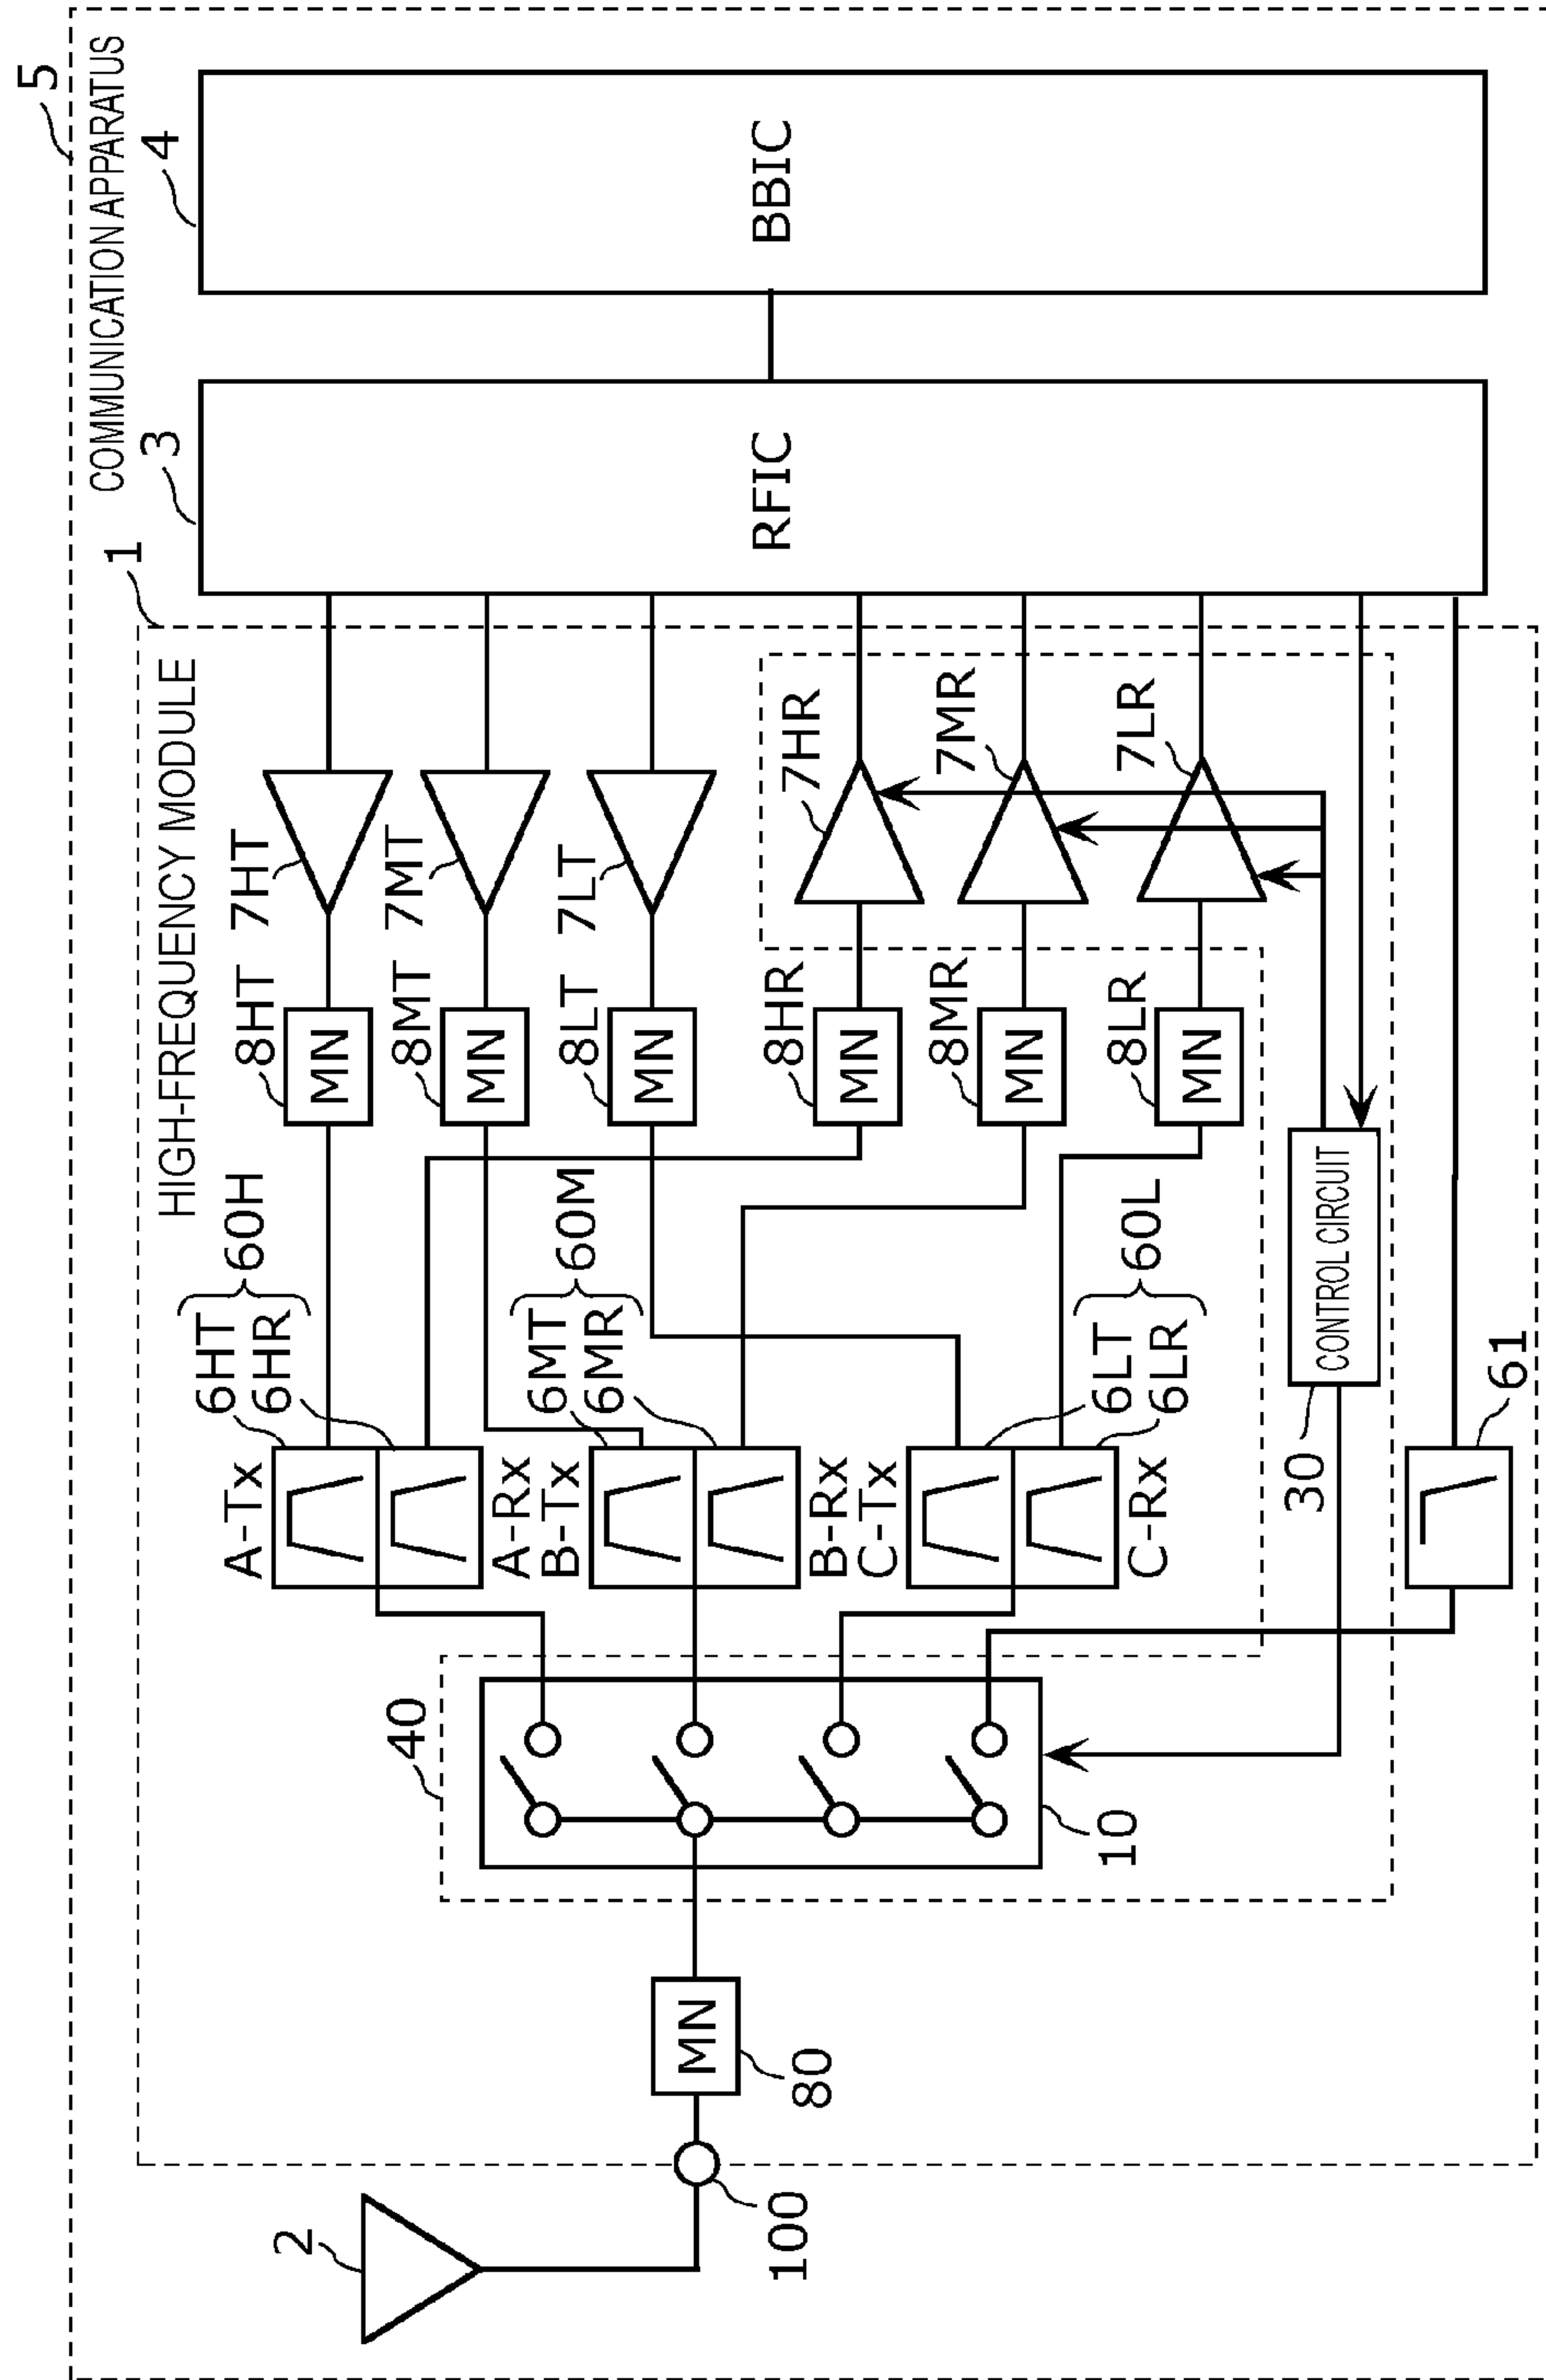 5
COMMUNICATION APPARATUS
1
3
4
HIGH-FREQUENCY MODULE
RFIC
BBIC
2
100
MN
80
40
10
A-Tx
6HT
6HR
60H
A-Rx
B-Tx
6MT
6MR
60M
B-Rx
C-Tx
6LT
6LR
60L
C-Rx
8HT
MN
7HT
8MT
MN
7MT
8LT
MN
7LT
8HR
MN
7HR
8MR
MN
7MR
8LR
MN
7LR
30
CONTROL CIRCUIT
61